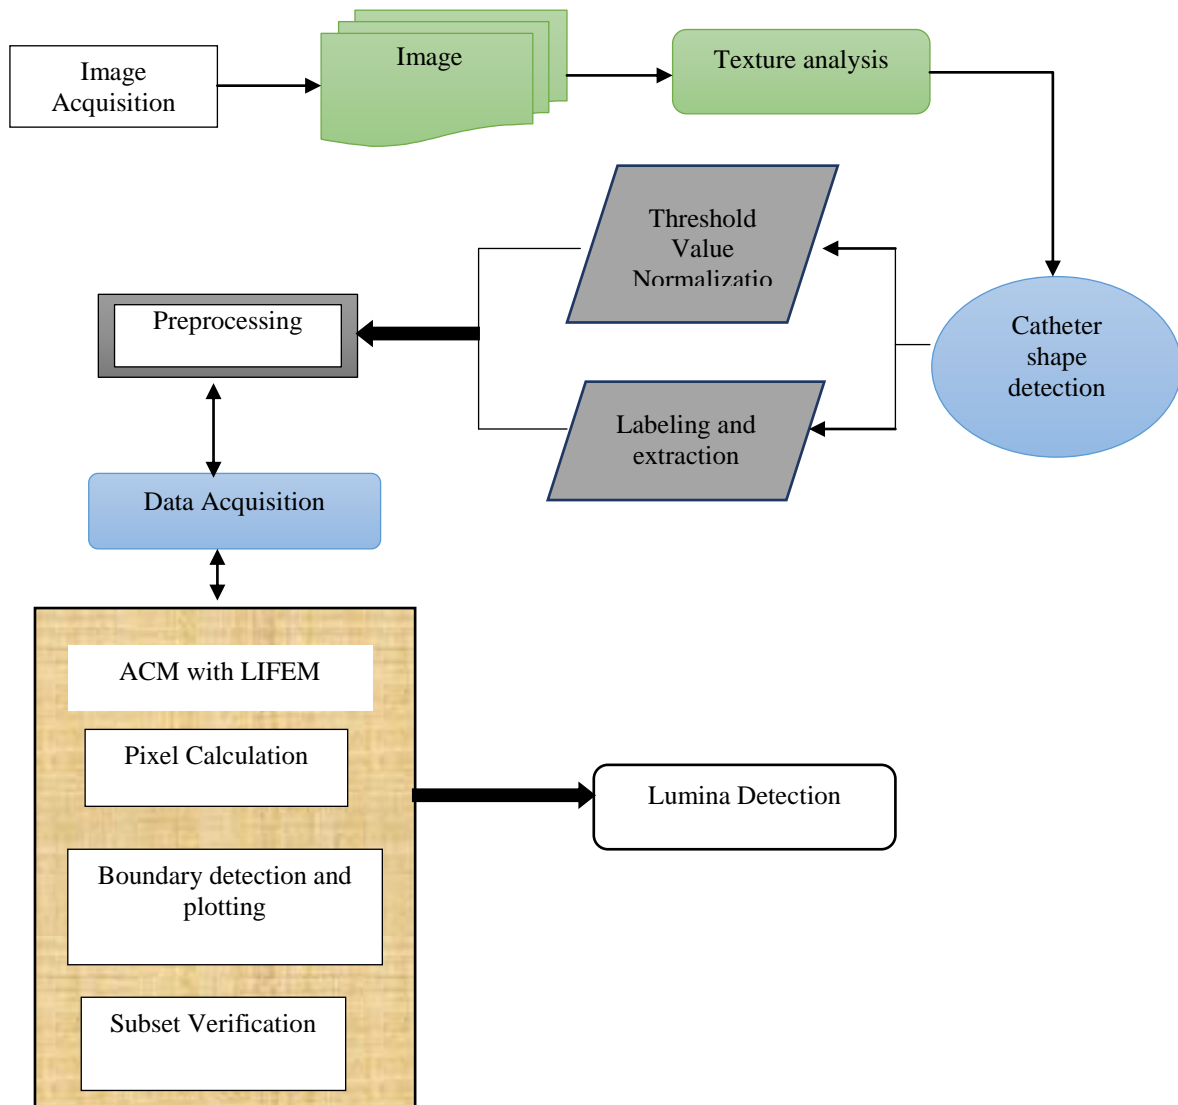 Image
Acquisition
Image
Texture analysis
Threshold
Value
Normalizatio
Catheter
shape
detection
Preprocessing
Labeling and
extraction
Data Acquisition
ACM with LIFEM
Pixel Calculation
Lumina Detection
Boundary detection and
plotting
Subset Verification